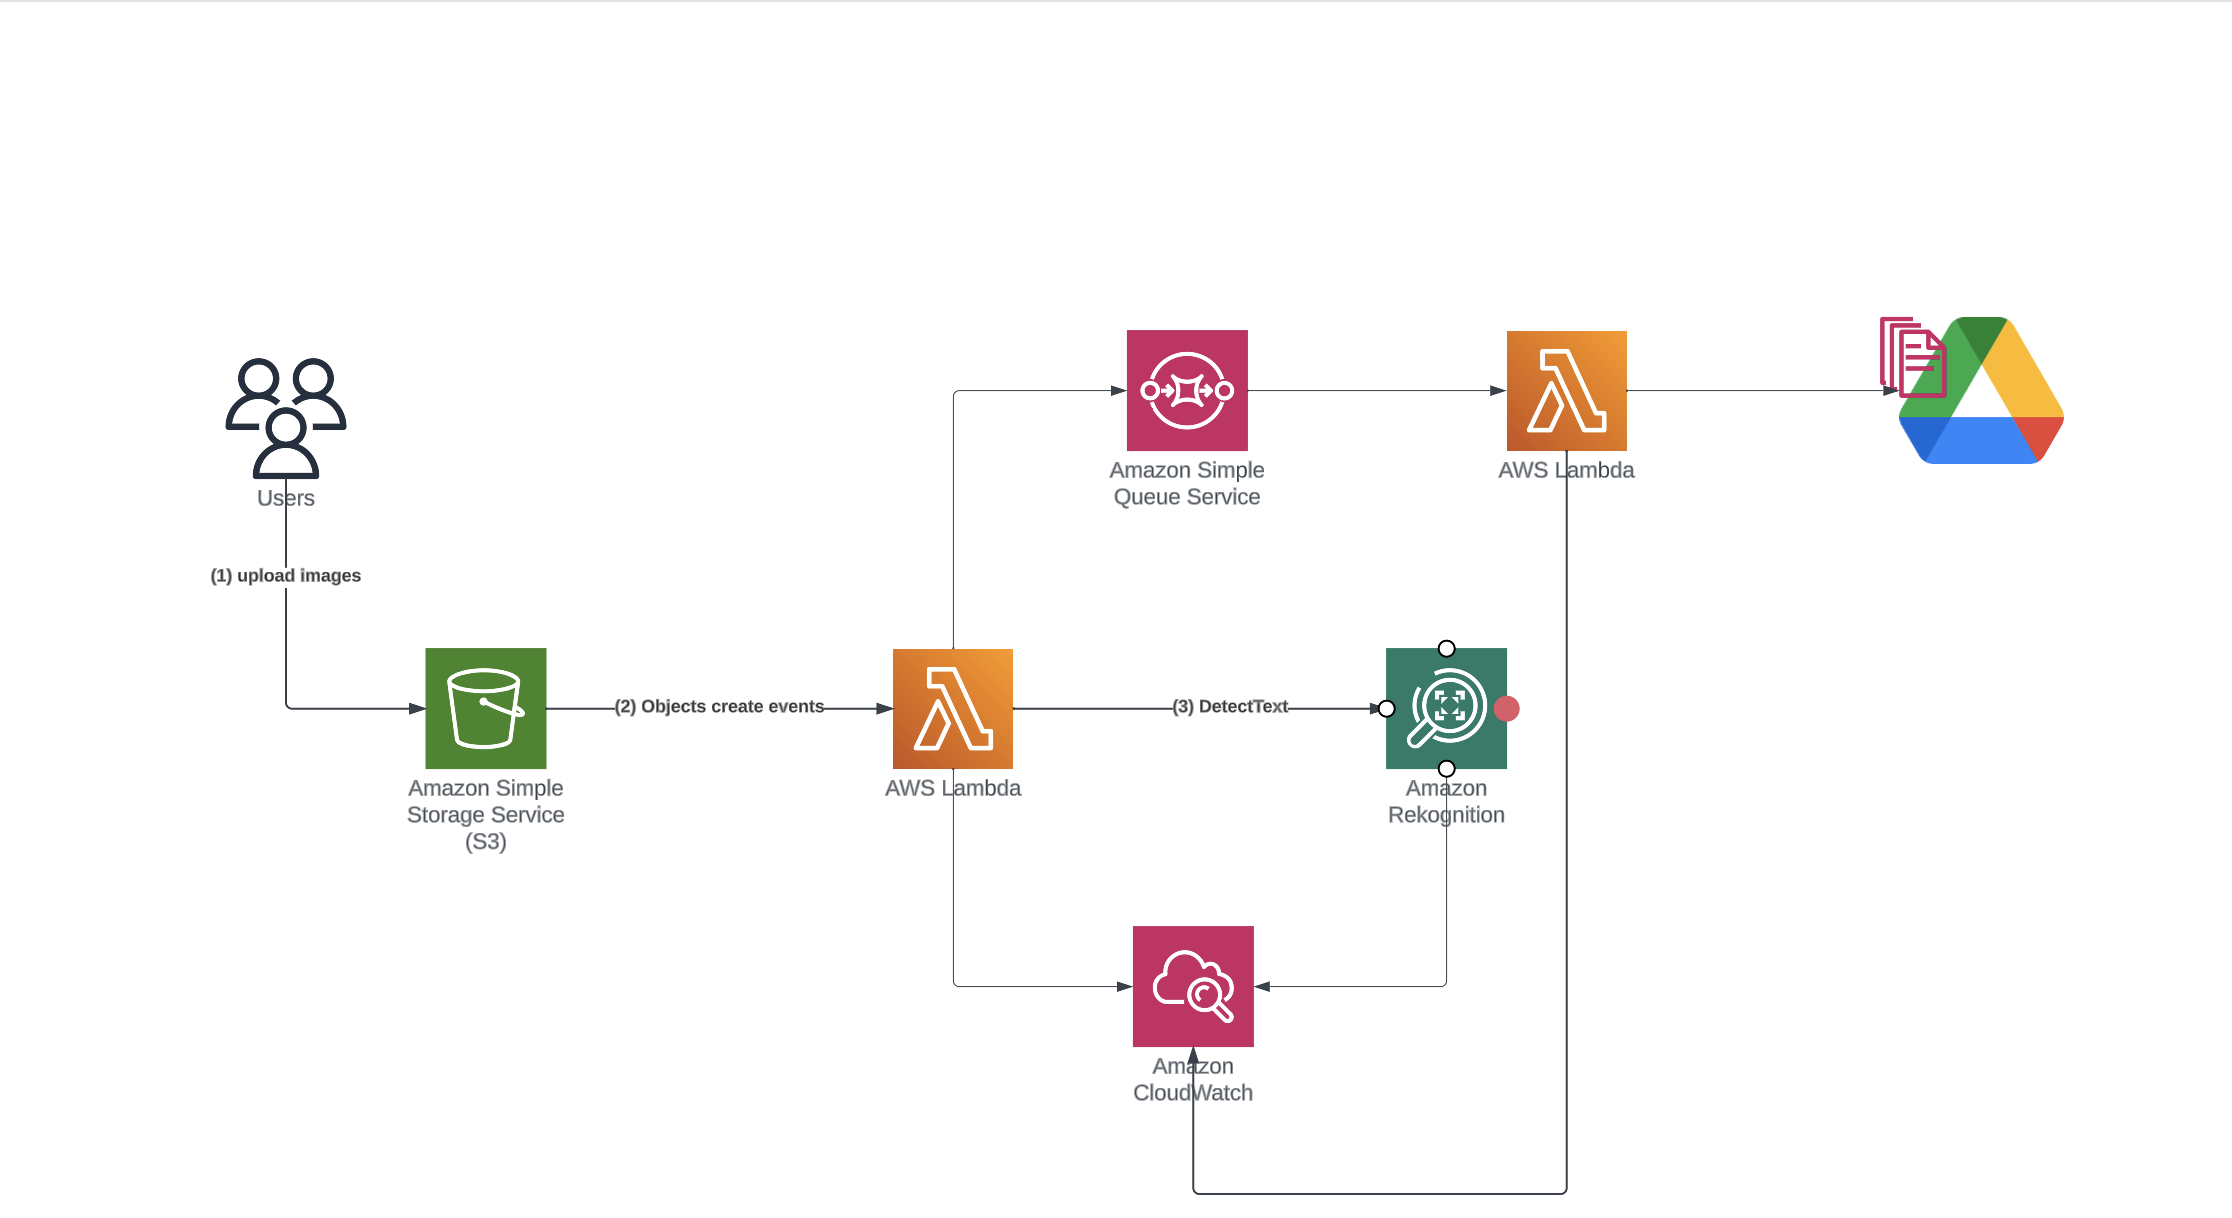 Users
(1) upload images
Amazon Simple
Storage Service
(S3)
(2) Objects create events
AWS Lambda
(3) DetectText
Amazon
Rekognition
Amazon Simple
Queue Service
AWS Lambda
Amazon
CloudWatch